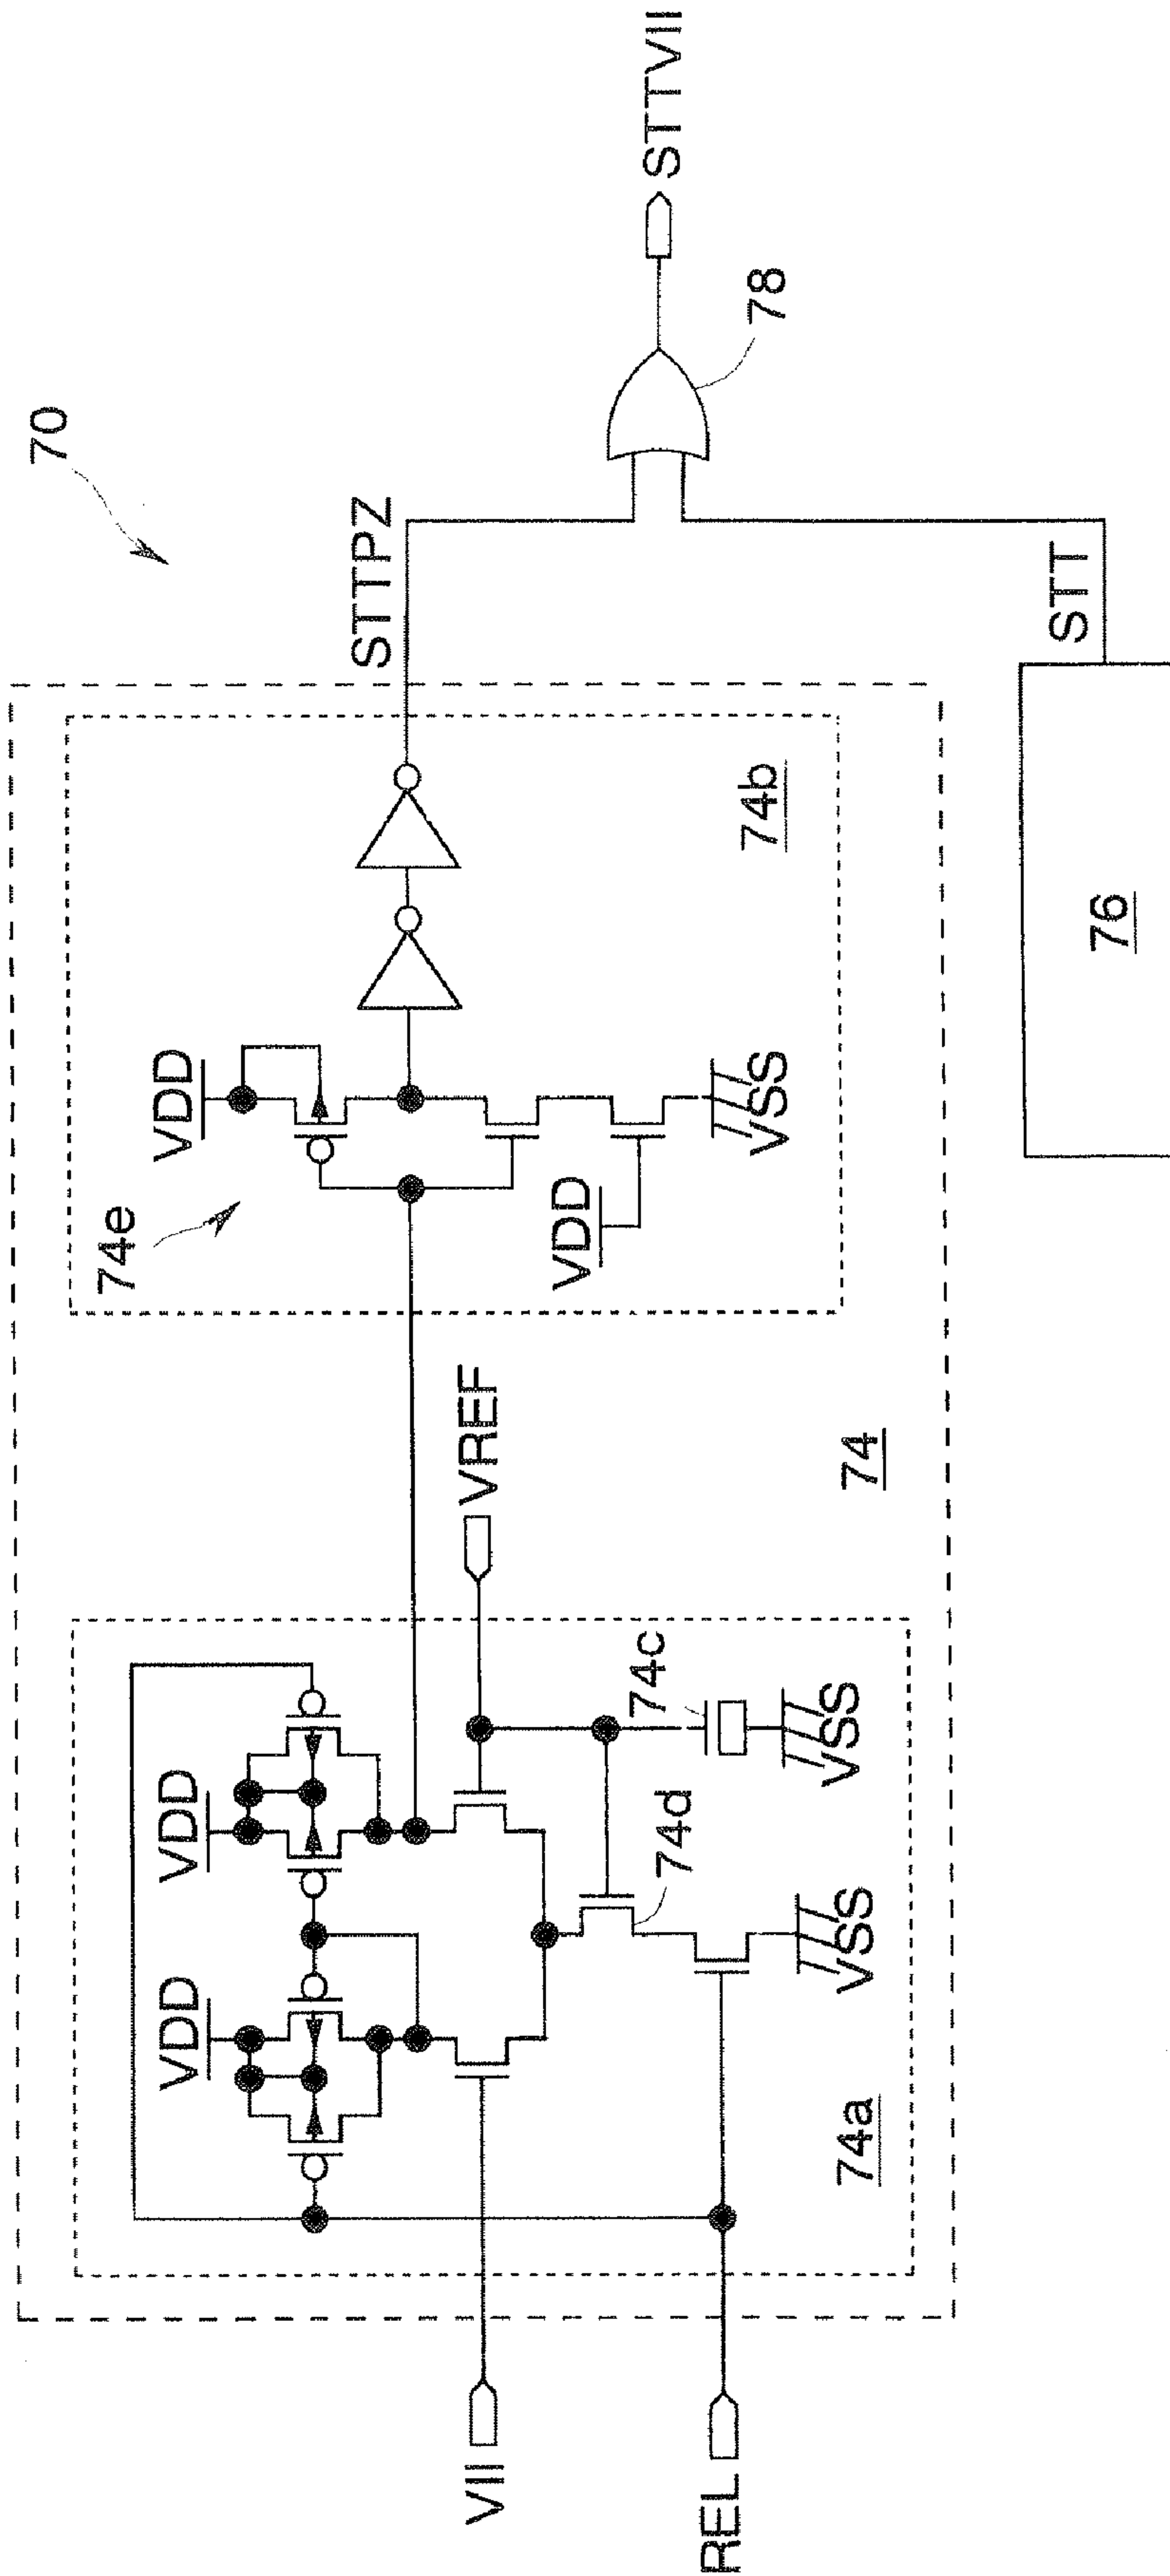 70
VDD
74e
VDD
VSS
74b
STTPZ
78
STTVII
STT
76
VREF
74
VDD
VDD
74c
VSS
74d
VSS
74a
VII
REL